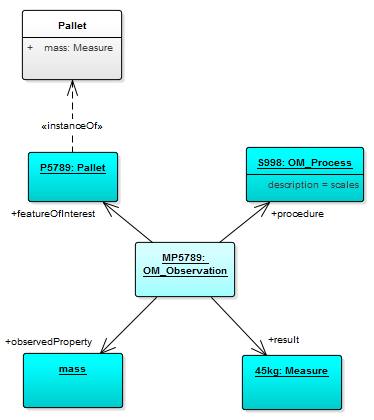 Pallet
+ mass: Measure
«instanceOf»
P5789: Pallet
S998: OM_Process
description = scales
+featureOfInterest
+procedure
MP5789:
OM_Observation
+observedProperty
+result
mass
45kg: Measure